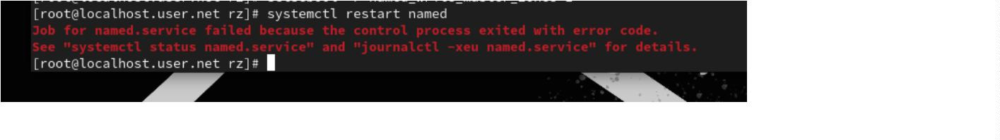 [root@localhost.user.net rz]# systemctl restart named
Job for named.service failed because the control process exited with error code.
See "systemctl status named.service" and "journalctl -xeu named.service" for details.
[root@localhost.user.net rz]#